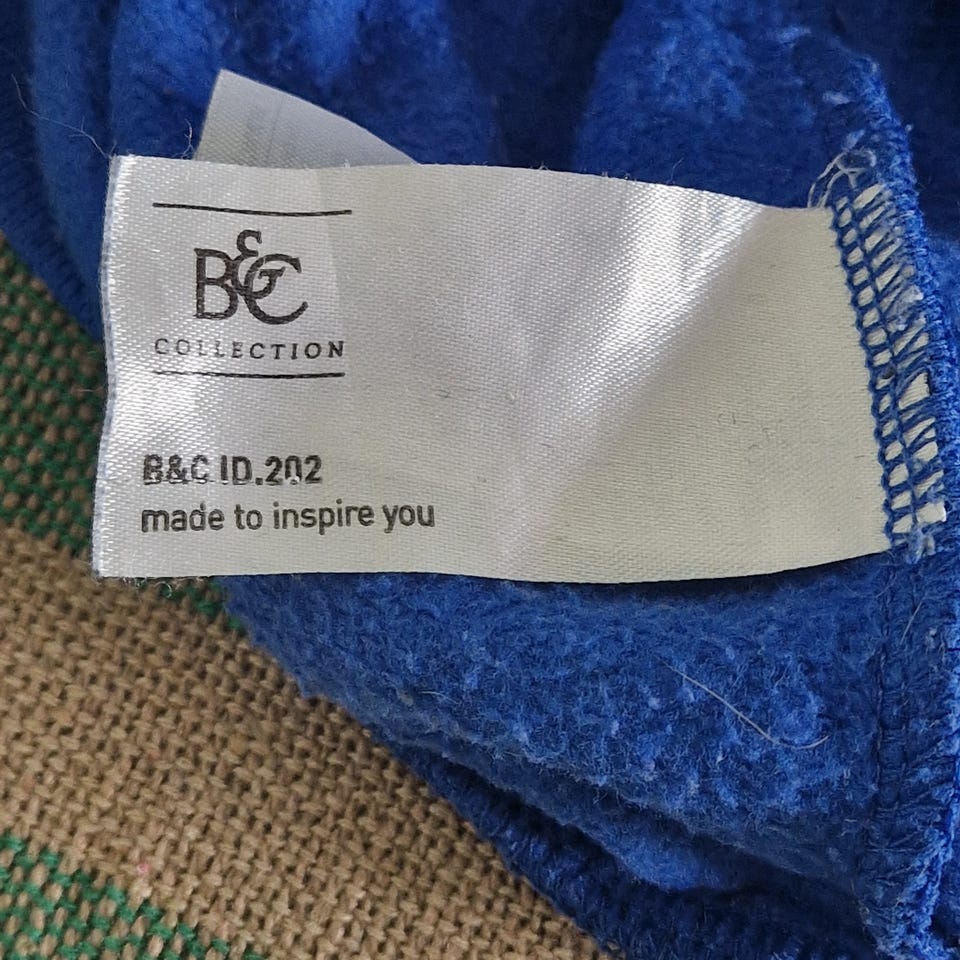 B&C
COLLECTION
B&C ID.202
made to inspire you